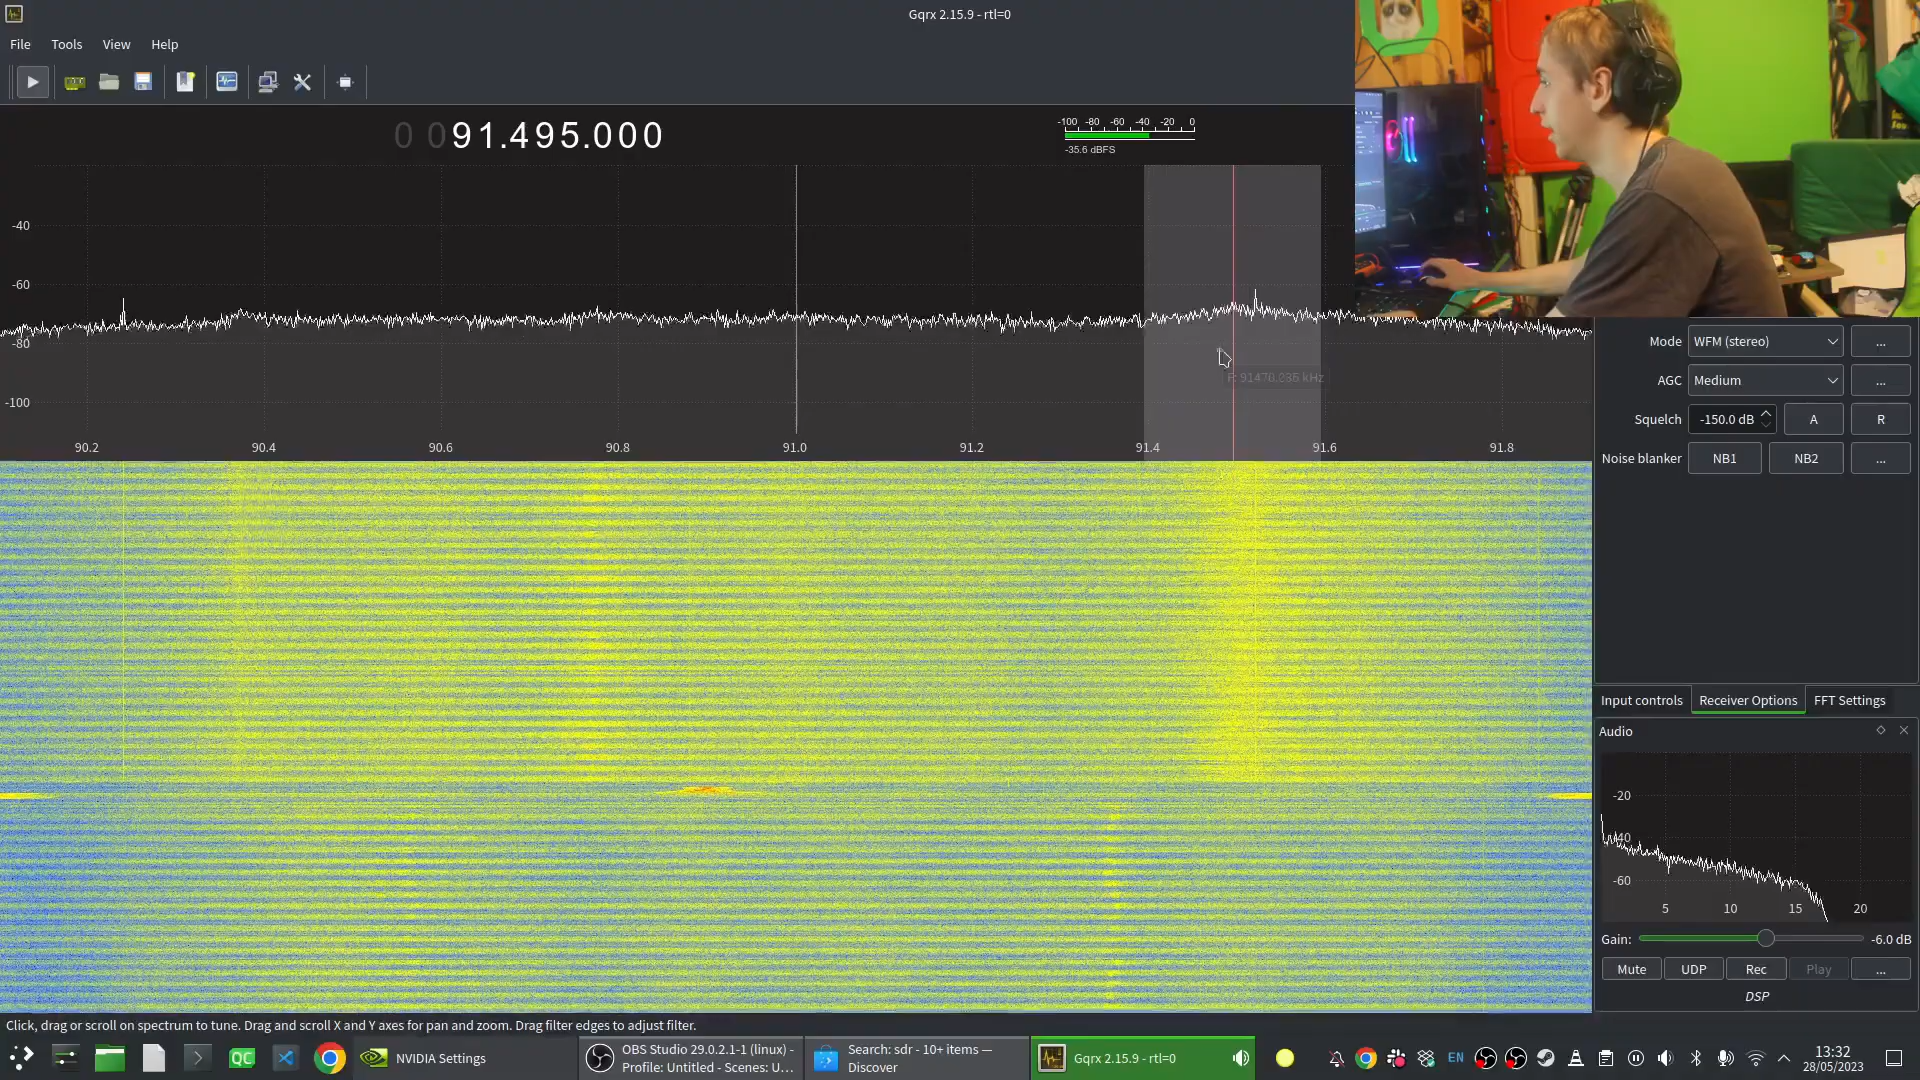 Gqrx 2.15.9 - rtl=0
File Tools View Help
0 091.495.000
-100 -80 -60 -40 -20 0
-35.6 dBFS
-40
-60
-80
-100
F: 91470.235 kHz
90.2 90.4 90.6 90.8 91.0 91.2 91.4 91.6 91.8
Mode WFM (stereo) ...
AGC Medium ...
Squelch -150.0 dB A R
Noise blanker NB1 NB2 ...
Input controls Receiver Options FFT Settings
Audio
-20
-40
-60
5 10 15 20
Gain: -6.0 dB
Mute UDP Rec Play ...
DSP
Click, drag or scroll on spectrum to tune. Drag and scroll X and Y axes for pan and zoom. Drag filter edges to adjust filter.
QC
NVIDIA Settings
OBS Studio 29.0.2.1-1 (linux) -
Profile: Untitled - Scenes: U...
Search: sdr - 10+ items —
Discover
Gqrx 2.15.9 - rtl=0
EN
13:32
28/05/2023